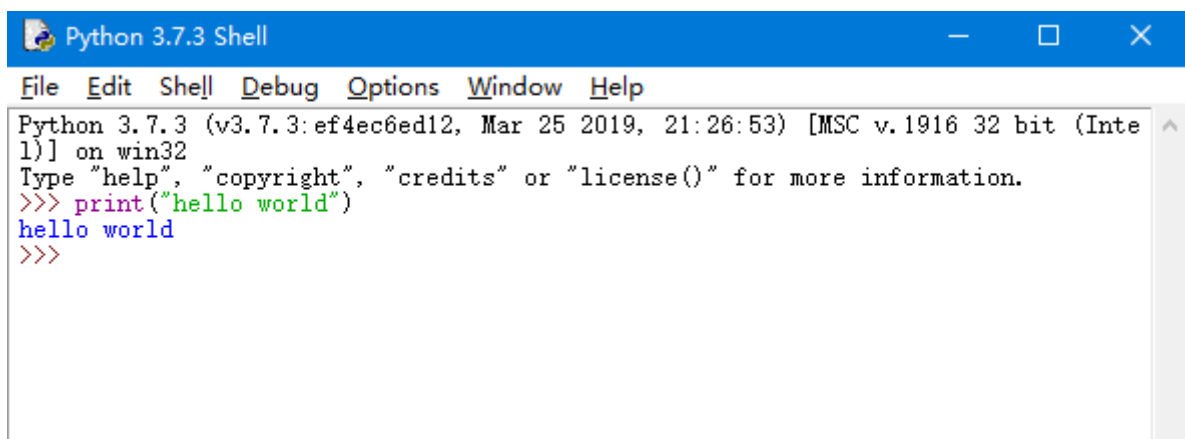 Python 3.7.3 Shell
File Edit Shell Debug Options Window Help
Python 3.7.3 (v3.7.3:ef4ec6ed12, Mar 25 2019, 21:26:53) [MSC v.1916 32 bit (Inte
l)] on win32
Type "help", "copyright", "credits" or "license()" for more information.
>>> print("hello world")
hello world
>>>